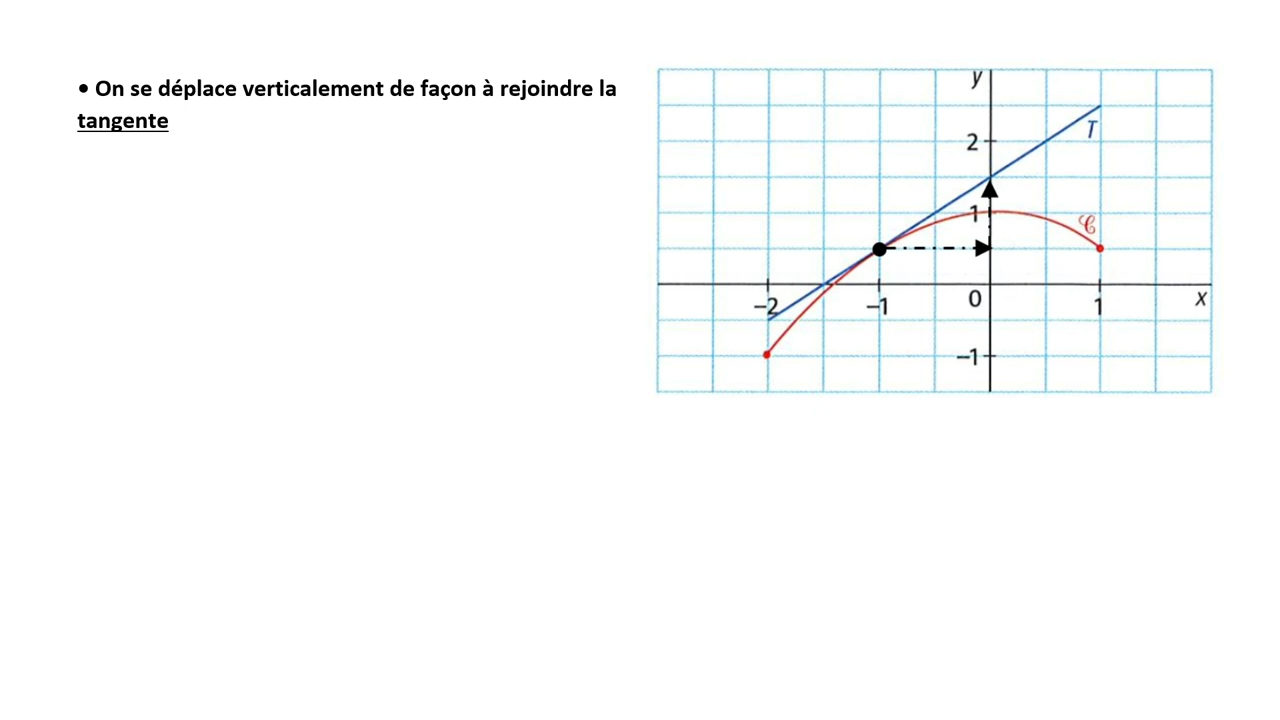 • On se déplace verticalement de façon à rejoindre la
tangente
y
T
2
1
𝒞
−2
−1
0
1
x
−1